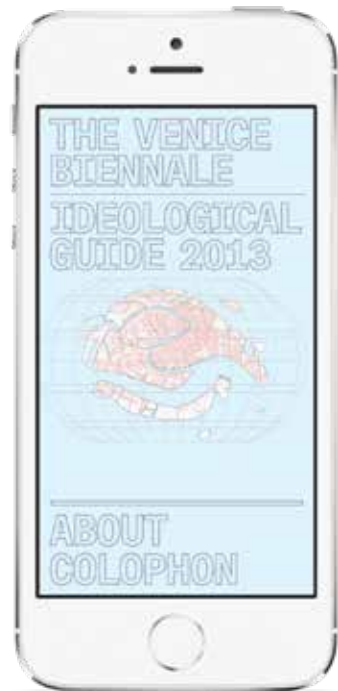 THE VENICE
BIENNALE
IDEOLOGICAL
GUIDE 2013
ABOUT
COLOPHON